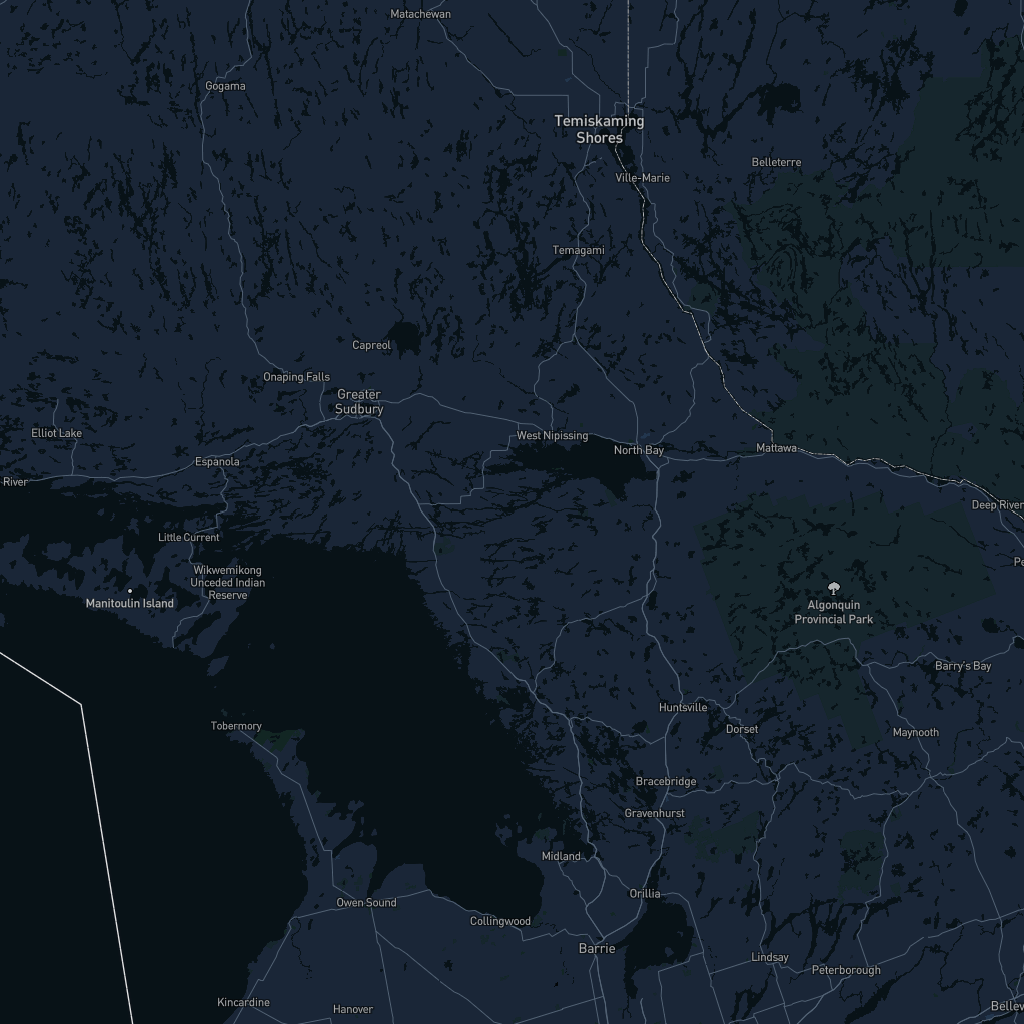 Matachewan
Gogama
Temiskaming
Shores
Belleterre
Ville-Marie
Temagami
Capreol
Onaping Falls
Greater
Sudbury
Elliot Lake
West Nipissing
North Bay
Mattawa
Espanola
River
Deep River
Little Current
Wikwemikong
Unceded Indian
Reserve
Pe
Manitoulin Island
Algonquin
Provincial Park
Barry's Bay
Huntsville
Tobermory
Dorset
Maynooth
Bracebridge
Gravenhurst
Midland
Orillia
Owen Sound
Collingwood
Barrie
Lindsay
Peterborough
Kincardine
Hanover
Bellev